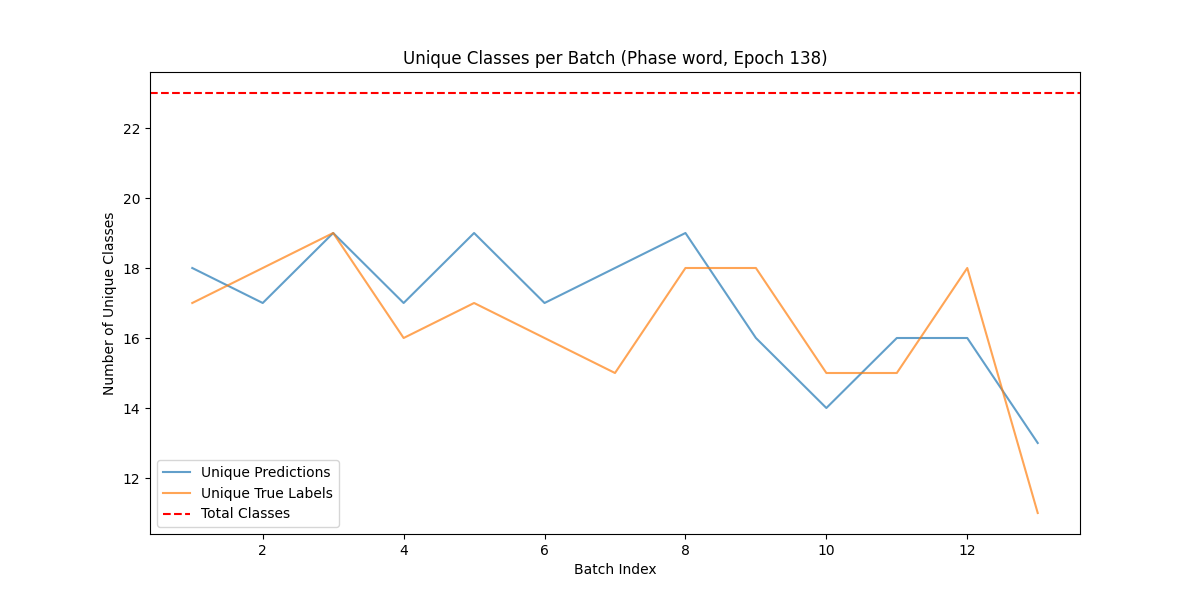 Unique Classes per Batch (Phase word, Epoch 138)
Number of Unique Classes
22
20
18
16
14
12
Unique Predictions
Unique True Labels
Total Classes
2
4
6
8
10
12
Batch Index